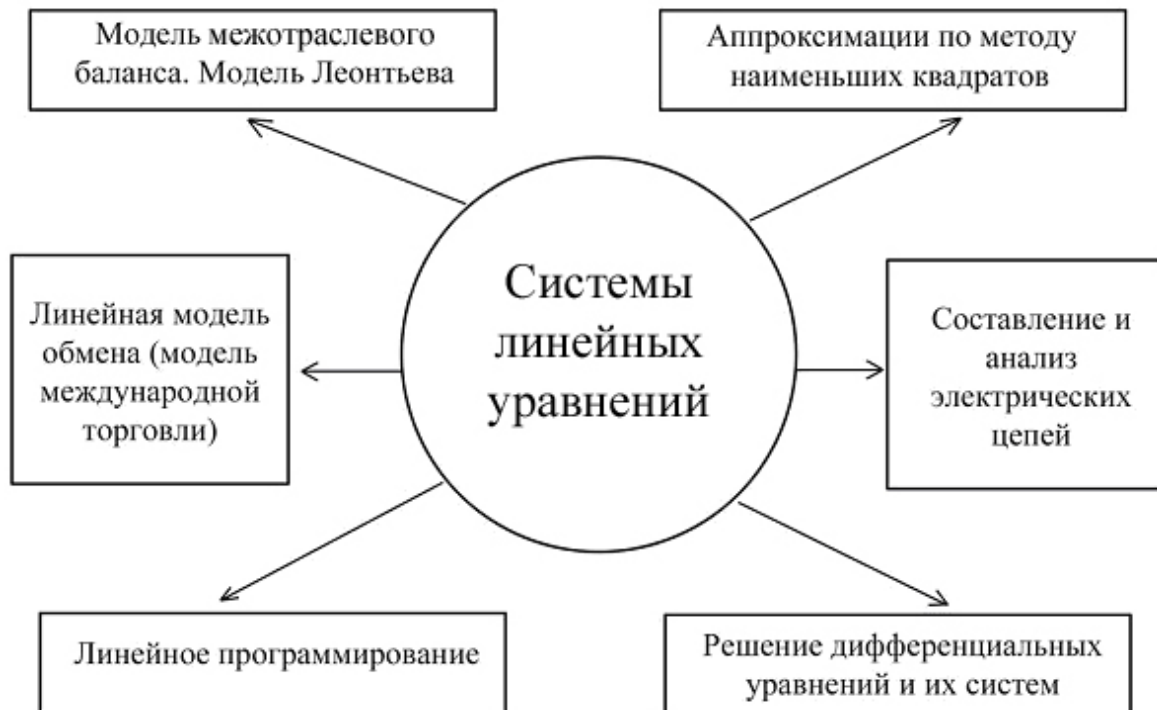 Модель межотраслевого
баланса. Модель Леонтьева
Аппроксимации по методу
наименьших квадратов
Системы
линейных
уравнений
Линейная модель
обмена (модель
международной
торговли)
Составление и
анализ
электрических
цепей
Линейное программирование
Решение дифференциальных
уравнений и их систем